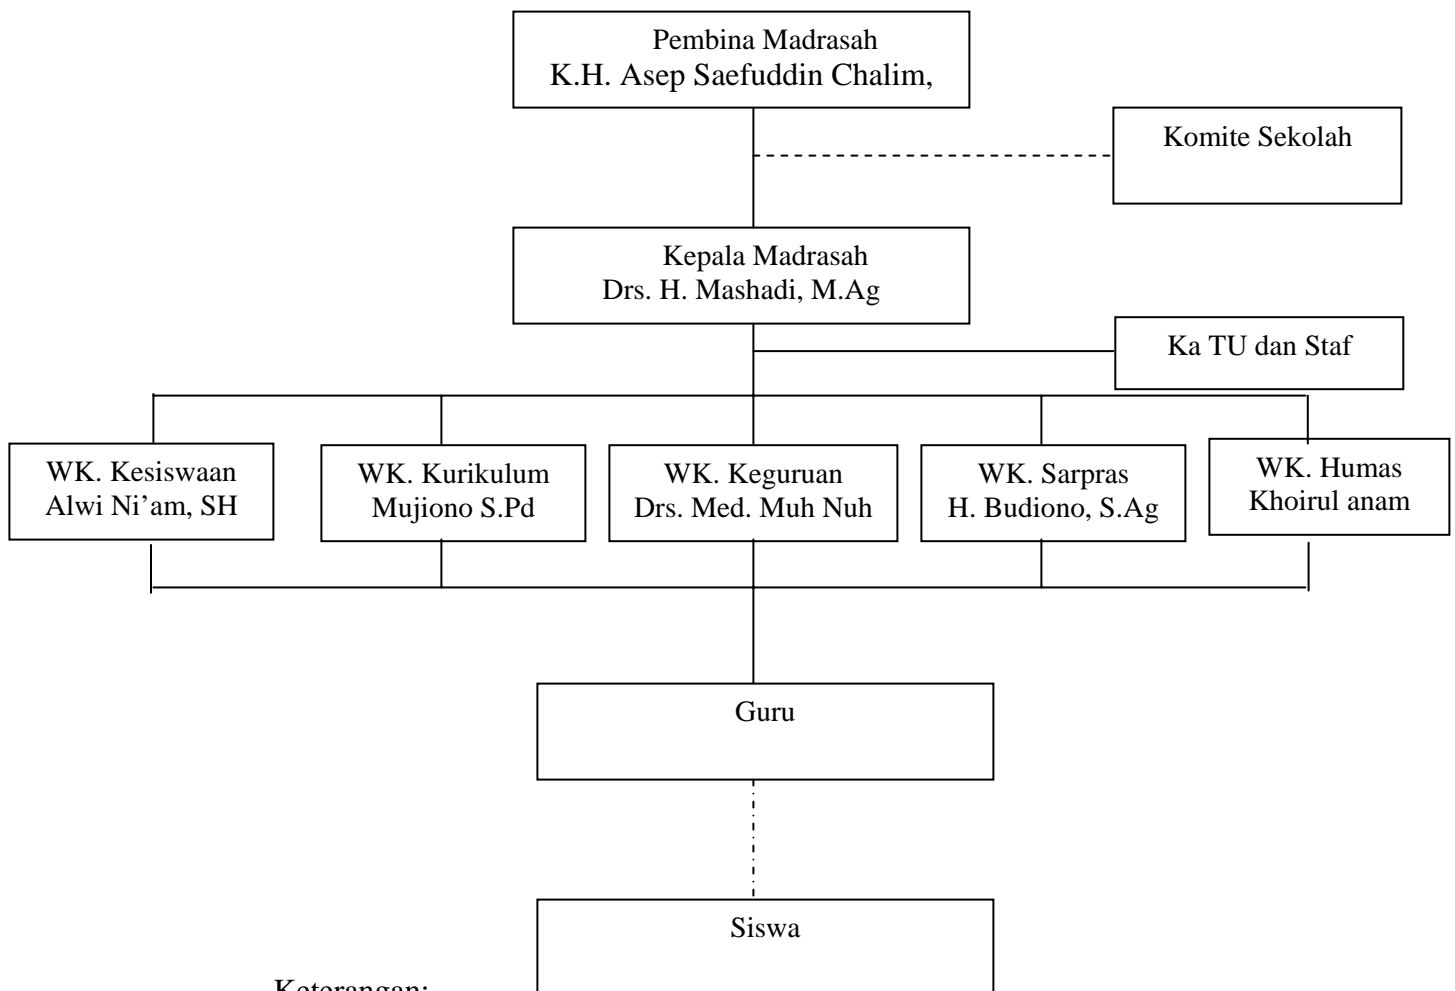 Pembina Madrasah
K.H. Asep Saefuddin Chalim,
Komite Sekolah
Kepala Madrasah
Drs. H. Mashadi, M.Ag
Ka TU dan Staf
WK. Kesiswaan
Alwi Ni’am, SH
WK. Kurikulum
Mujiono S.Pd
WK. Keguruan
Drs. Med. Muh Nuh
WK. Sarpras
H. Budiono, S.Ag
WK. Humas
Khoirul anam
Guru
Siswa
Keterangan: